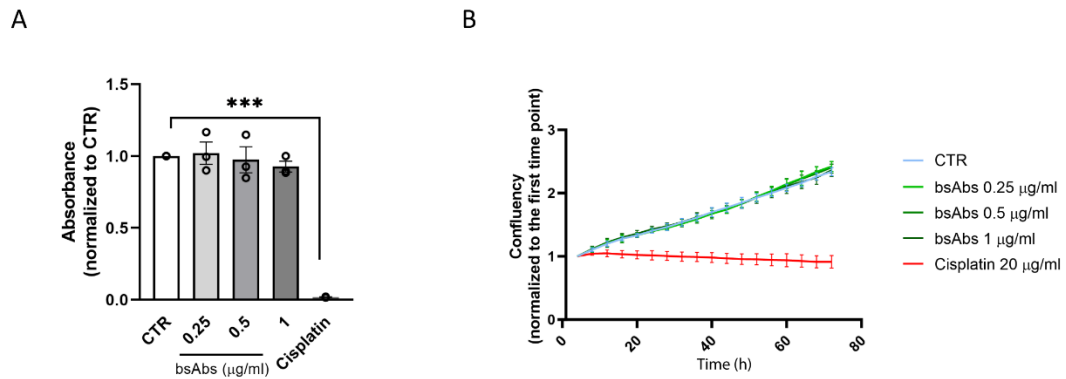 A
B
Absorbance
(normalized to CTR)
1.5
1.0
0.5
0.0
***
CTR
0.25
0.5
1
Cisplatin
bsAbs (μg/ml)
Confluency
(normalized to the first time point)
3
2
1
0
0
20
40
60
80
Time (h)
CTR
bsAbs 0.25 μg/ml
bsAbs 0.5 μg/ml
bsAbs 1 μg/ml
Cisplatin 20 μg/ml